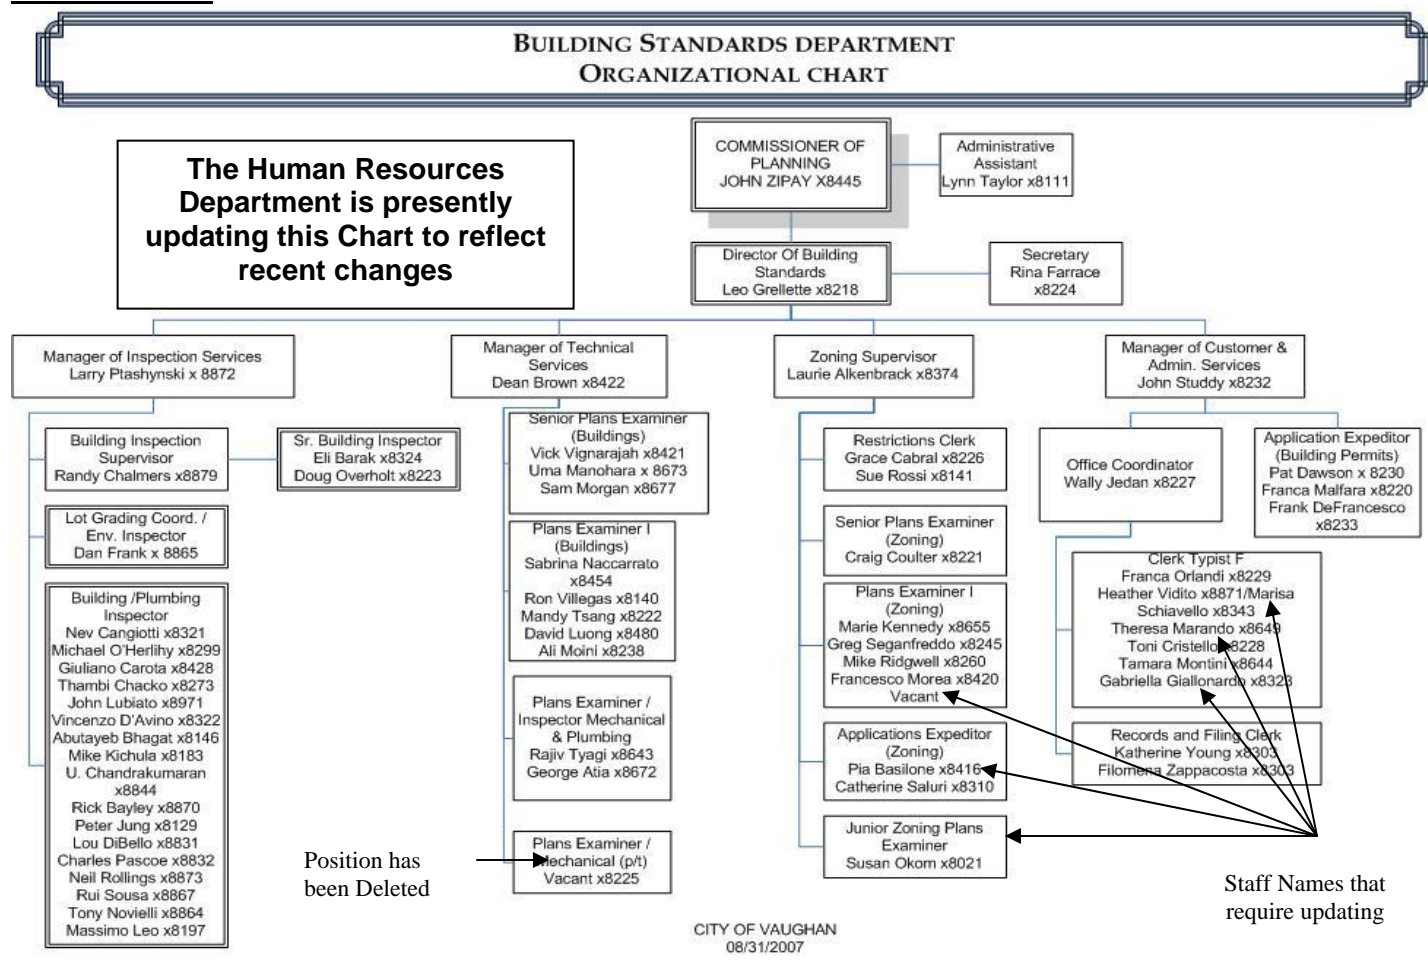 BUILDING STANDARDS DEPARTMENT
ORGANIZATIONAL CHART
The Human Resources
Department is presently
updating this Chart to reflect
recent changes
COMMISSIONER OF
PLANNING
JOHN ZIPAY X8445
Administrative
Assistant
Lynn Taylor x8111
Director Of Building
Standards
Leo Grellette x8218
Secretary
Rina Farrace
x8224
Manager of Inspection Services
Larry Ptashynski x 8872
Manager of Technical
Services
Dean Brown x8422
Zoning Supervisor
Laurie Alkenbrack x8374
Manager of Customer &
Admin. Services
John Studdy x8232
Building Inspection
Supervisor
Randy Chalmers x8879
Sr. Building Inspector
Eli Barak x8324
Doug Overholt x8223
Lot Grading Coord. /
Env. Inspector
Dan Frank x 8865
Building /Plumbing
Inspector
Nev Cangiotti x8321
Michael O'Herlihy x8299
Giuliano Carota x8428
Thambi Chacko x8273
John Lubiato x8971
Vincenzo D'Avino x8322
Abutayeb Bhagat x8146
Mike Kichula x8183
U. Chandrakumaran
x8844
Rick Bayley x8870
Peter Jung x8129
Lou DiBello x8831
Charles Pascoe x8832
Neil Rollings x8873
Rui Sousa x8867
Tony Novielli x8864
Massimo Leo x8197
Senior Plans Examiner
(Buildings)
Vick Vignarajah x8421
Uma Manohara x 8673
Sam Morgan x8677
Plans Examiner I
(Buildings)
Sabrina Naccarrato
x8454
Ron Villegas x8140
Mandy Tsang x8222
David Luong x8480
Ali Moini x8238
Plans Examiner /
Inspector Mechanical
& Plumbing
Rajiv Tyagi x8643
George Atia x8672
Plans Examiner /
Mechanical (p/t)
Vacant x8225
Position has
been Deleted
Restrictions Clerk
Grace Cabral x8226
Sue Rossi x8141
Senior Plans Examiner
(Zoning)
Craig Coulter x8221
Plans Examiner I
(Zoning)
Marie Kennedy x8655
Greg Seganfreddo x8245
Mike Ridgwell x8260
Francesco Morea x8420
Vacant
Applications Expeditor
(Zoning)
Pia Basilone x8416
Catherine Saluri x8310
Junior Zoning Plans
Examiner
Susan Okom x8021
Office Coordinator
Wally Jedan x8227
Application Expeditor
(Building Permits)
Pat Dawson x 8230
Franca Malfara x8220
Frank DeFrancesco
x8233
Clerk Typist F
Franca Orlandi x8229
Heather Vidito x8871/Marisa
Schiavello x8343
Theresa Marando x8649
Toni Cristello x8228
Tamara Montini x8644
Gabriella Giallonardo x8323
Records and Filing Clerk
Katherine Young x8303
Filomena Zappacosta x8303
Staff Names that
require updating
CITY OF VAUGHAN
08/31/2007